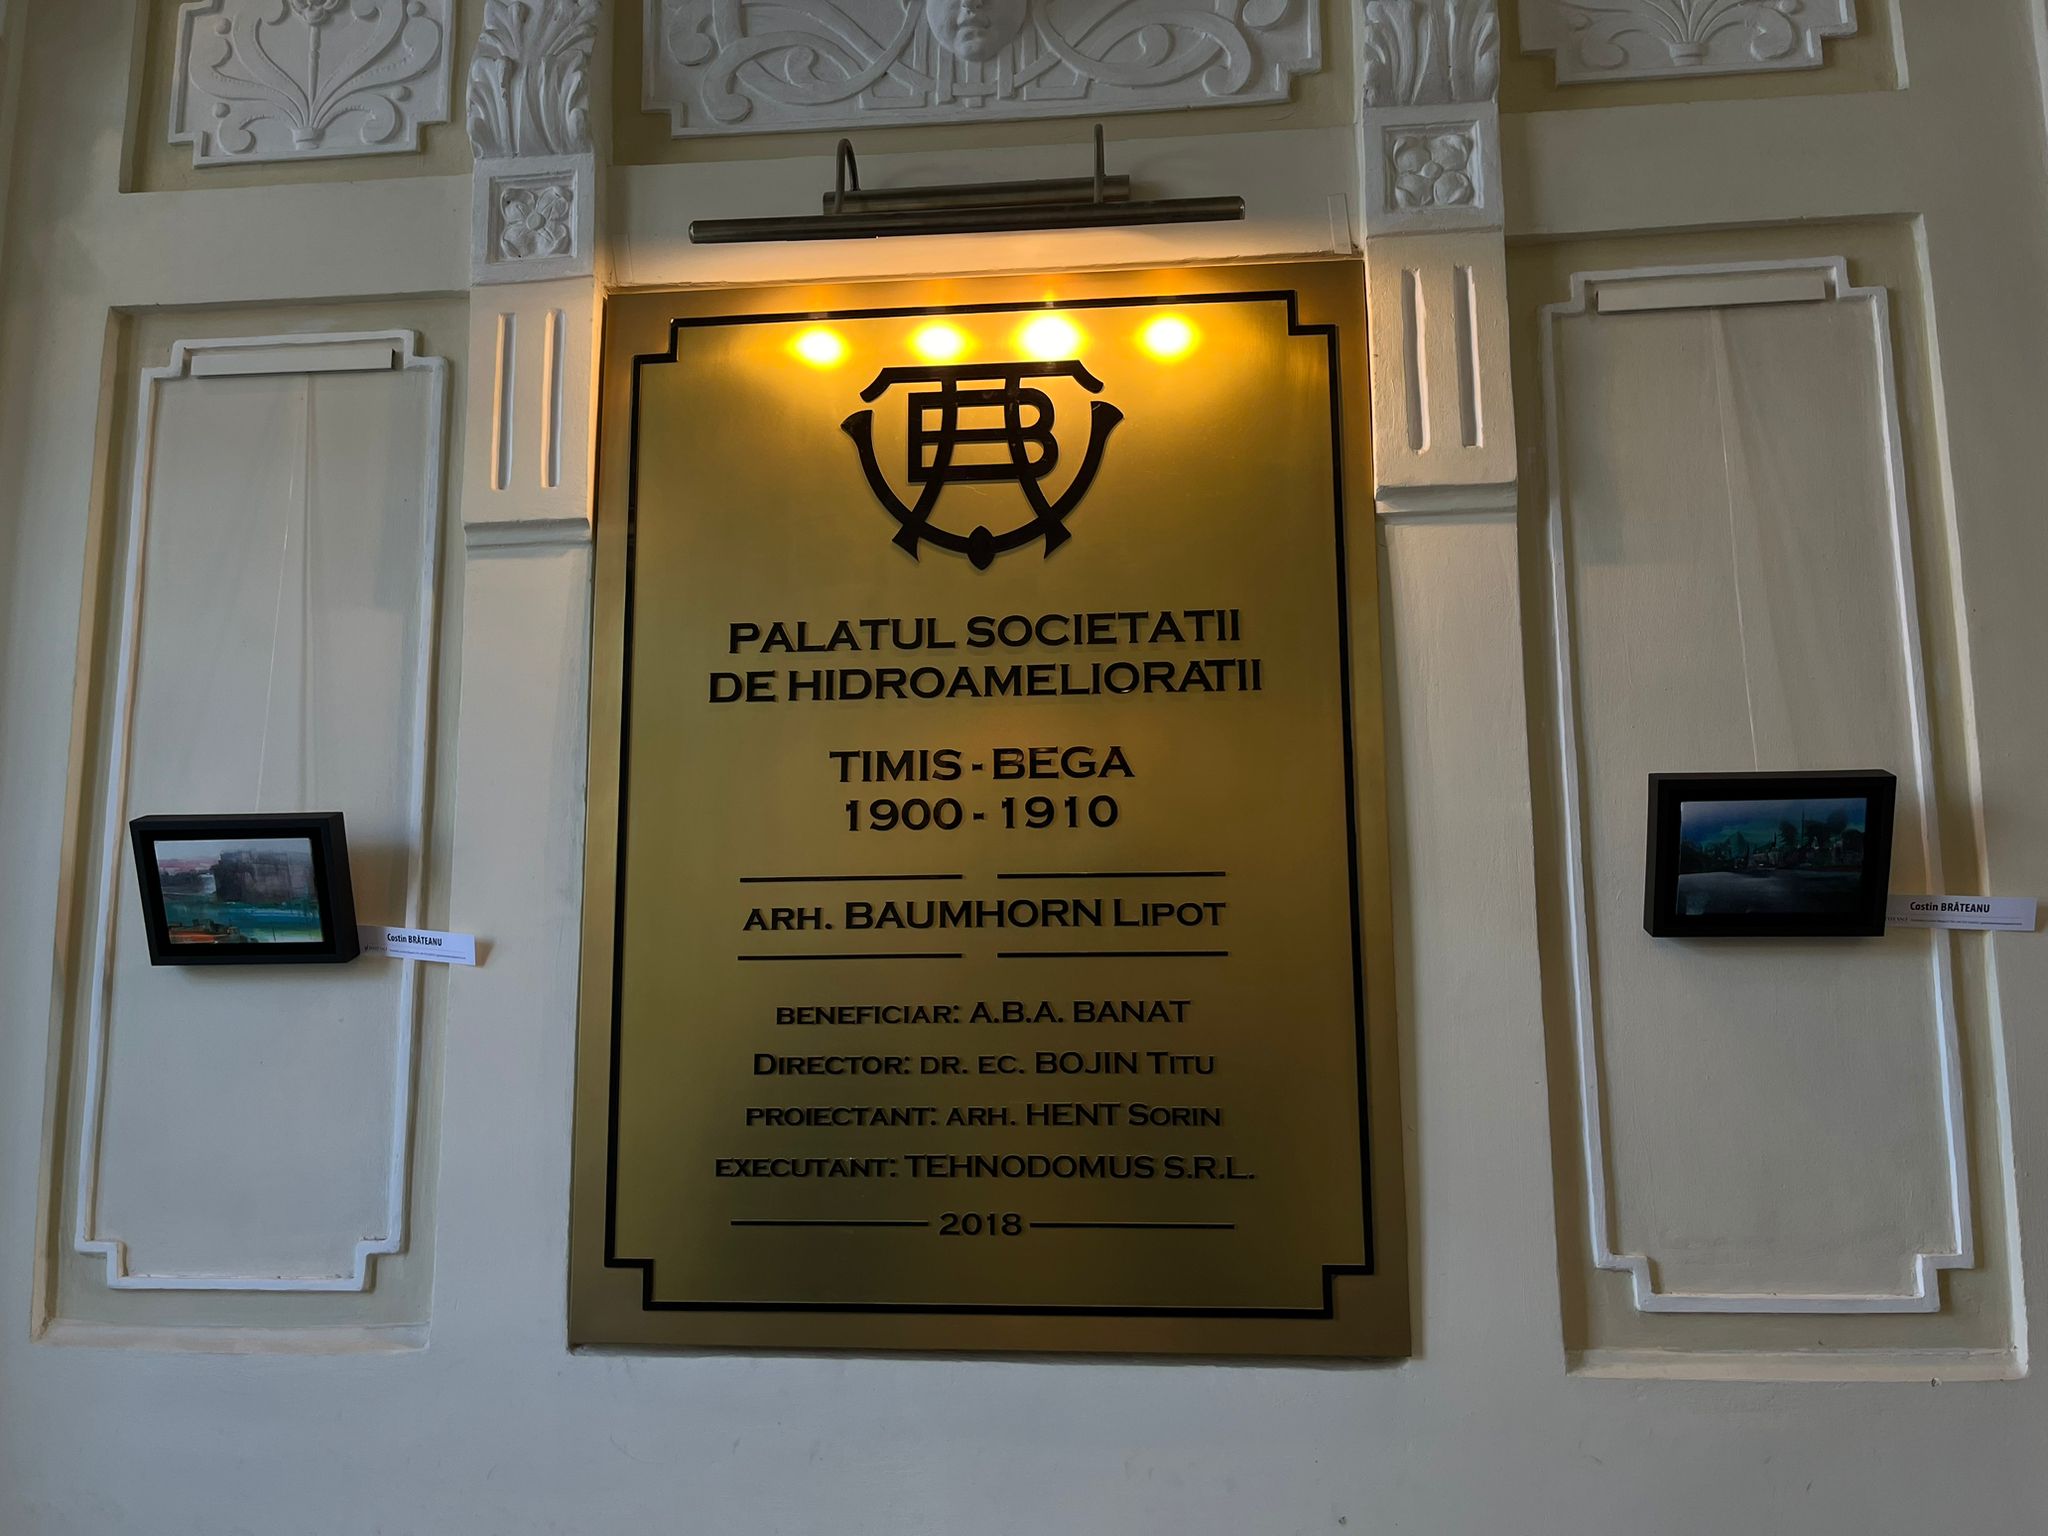 PALATUL SOCIETATII
DE HIDROAMELIORATII
TIMIS - BEGA
1900 - 1910
ARH. BAUMHORN LIPOT
BENEFICIAR: A.B.A. BANAT
DIRECTOR: DR. EC. BOJIN TITU
PROIECTANT: ARH. HENT SORIN
EXECUTANT: TEHNODOMUS S.R.L.
2018
Costin BRĂTEANU
Costin BRĂTEANU